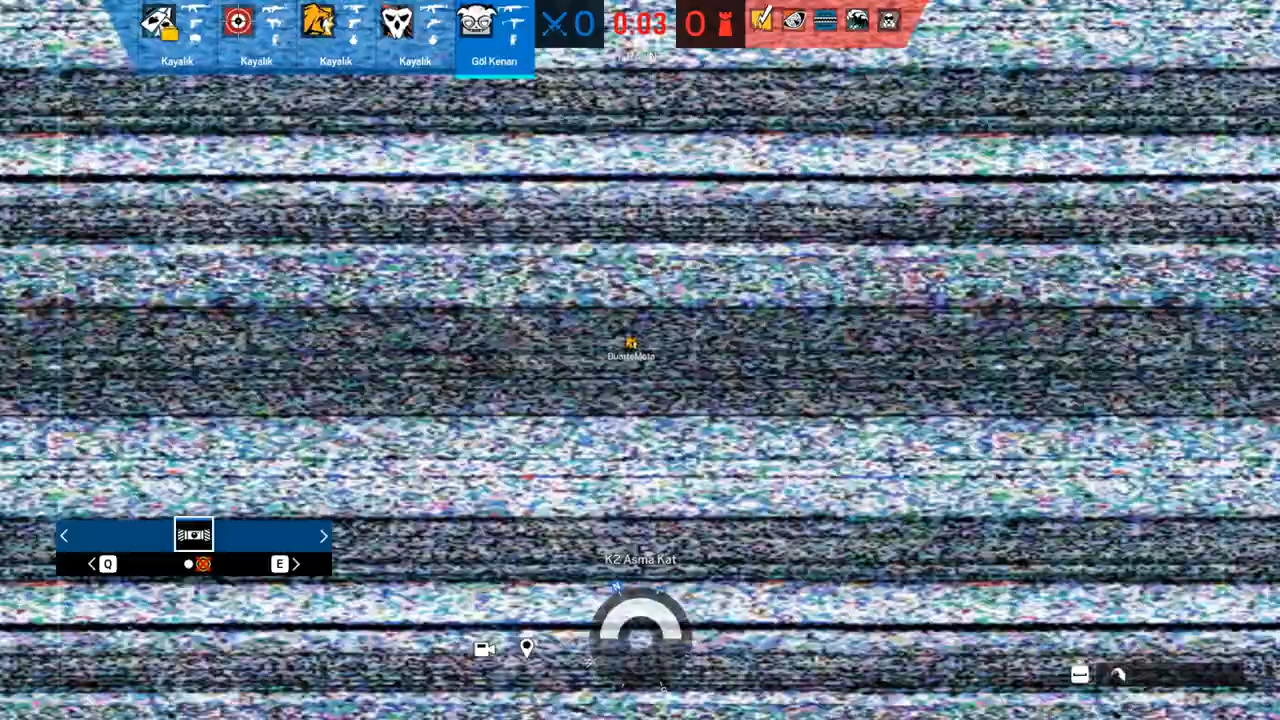 0 0:03 0
Kayalık Kayalık Kayalık Kayalık Göl Kenarı
DuarteMota
K2 Asma Kat
Q E
N